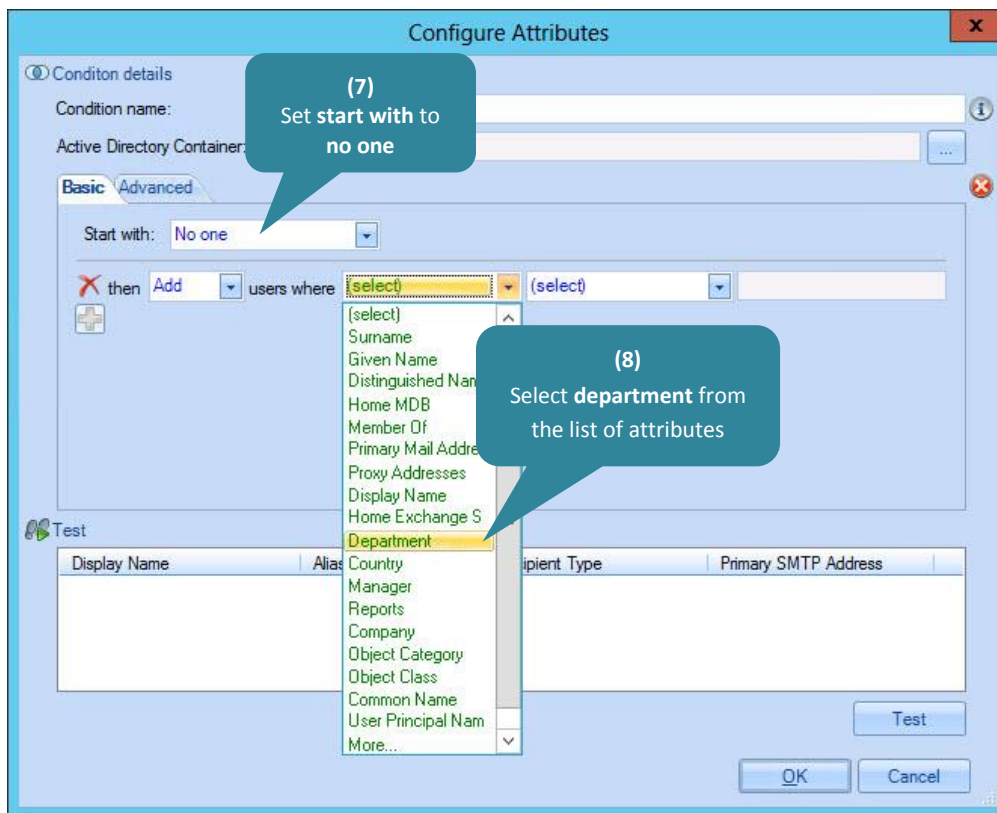 Configure Attributes
x
Conditon details
(7)
Set start with to
no one
Condition name:
Active Directory Container:
...
Basic Advanced
Start with: No one
then Add users where (select) (select)
(select)
Surname
Given Name
Distinguished Nam
Home MDB
Member Of
Primary Mail Addre
Proxy Addresses
Display Name
Home Exchange S
Department
Country
Manager
Reports
Company
Object Category
Object Class
Common Name
User Principal Nam
More...
(8)
Select department from
the list of attributes
Test
Display Name Alias ipient Type Primary SMTP Address
Test
OK Cancel